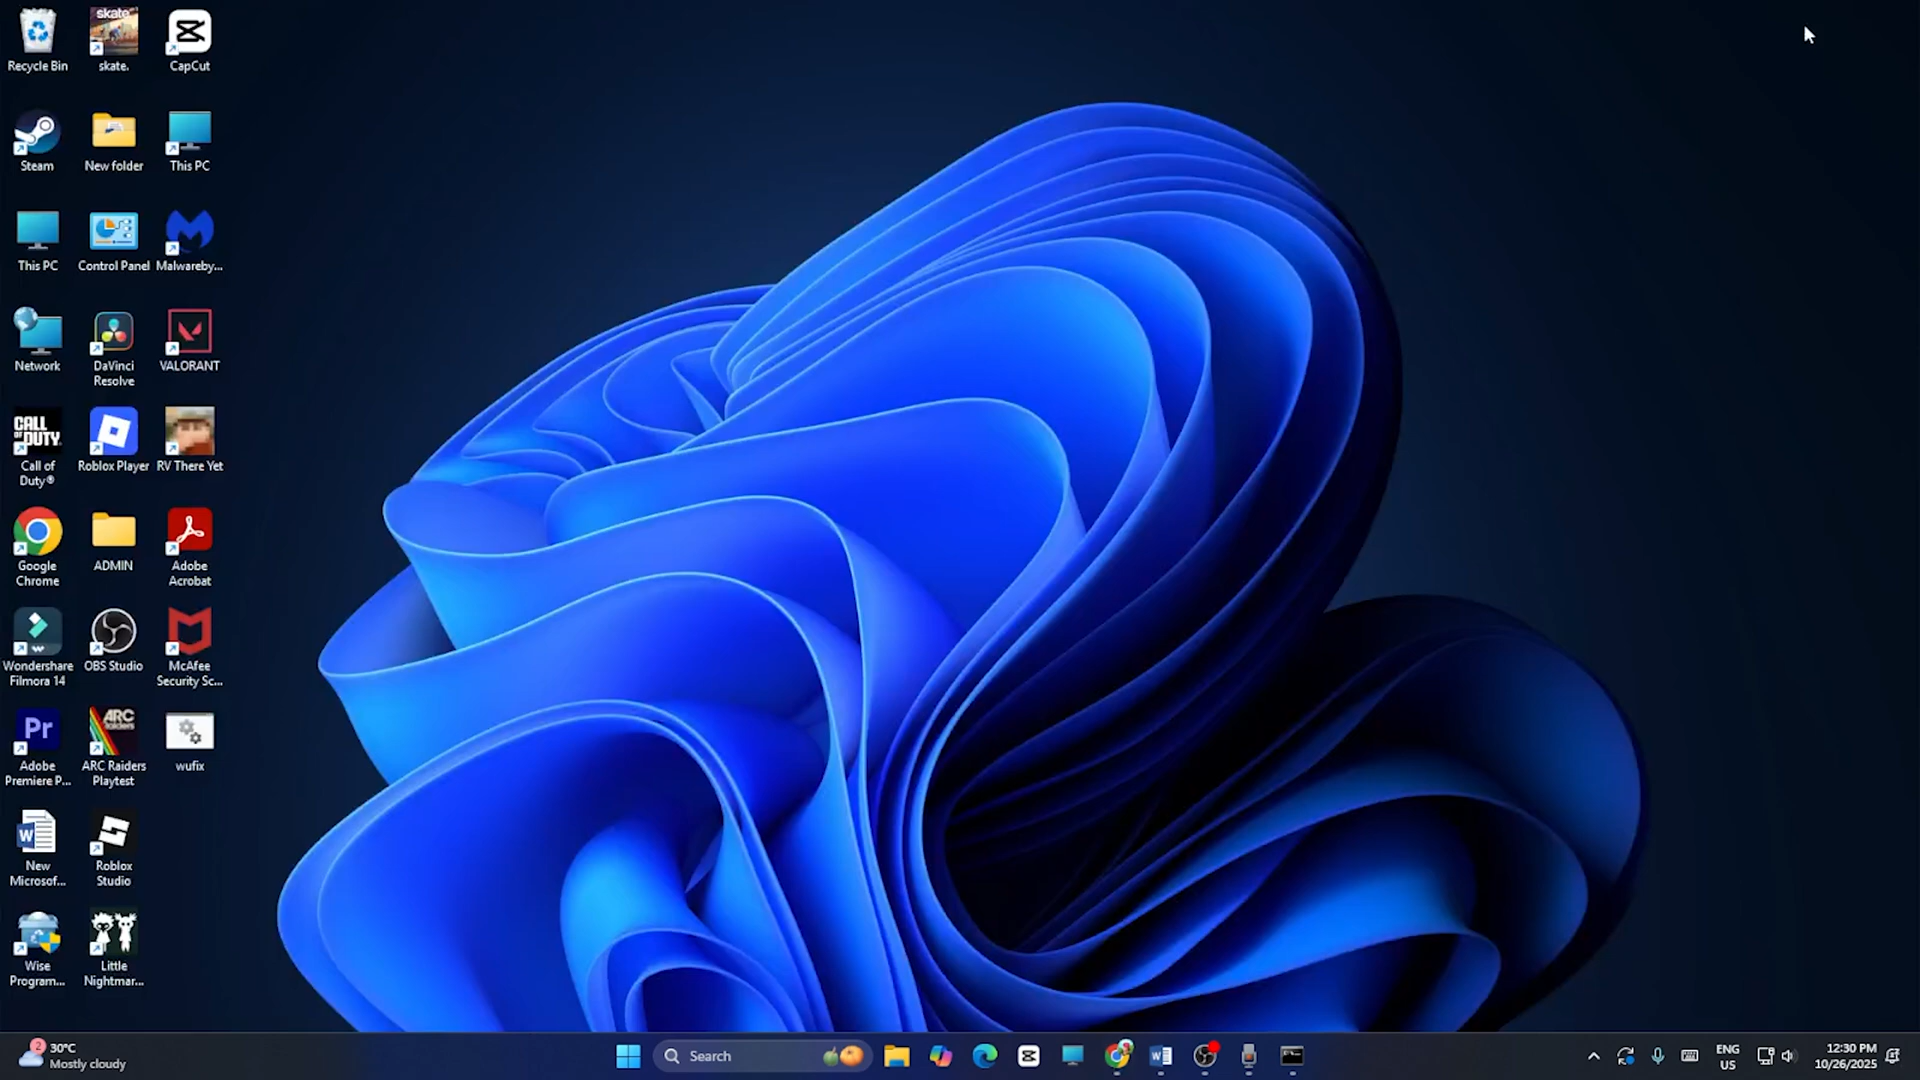 Recycle Bin
skate.
skate.
CapCut
Steam
New folder
This PC
This PC
Control Panel
Malwareby...
Network
DaVinci
Resolve
VALORANT
CALL
OF DUTY
Call of
Duty®
Roblox Player
RV There Yet
Google
Chrome
ADMIN
Adobe
Acrobat
Wondershare
Filmora 14
OBS Studio
McAfee
Security Sc...
Pr
Adobe
Premiere P...
ARC
Raiders
ARC Raiders
Playtest
wufix
W
New
Microsof...
Roblox
Studio
Wise
Program...
Little
Nightmar...
2
30°C
Mostly cloudy
Search
W
ENG
US
12:30 PM
10/26/2025